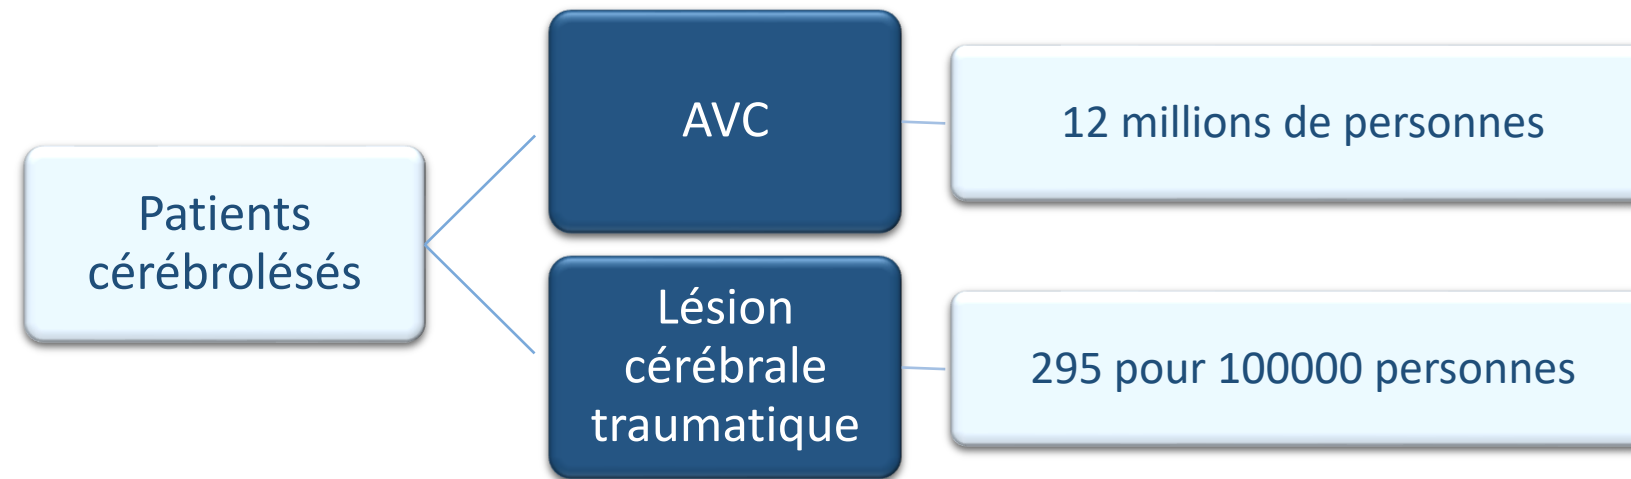 Patients
cérébrolésés
AVC
12 millions de personnes
Lésion
cérébrale
traumatique
295 pour 100000 personnes